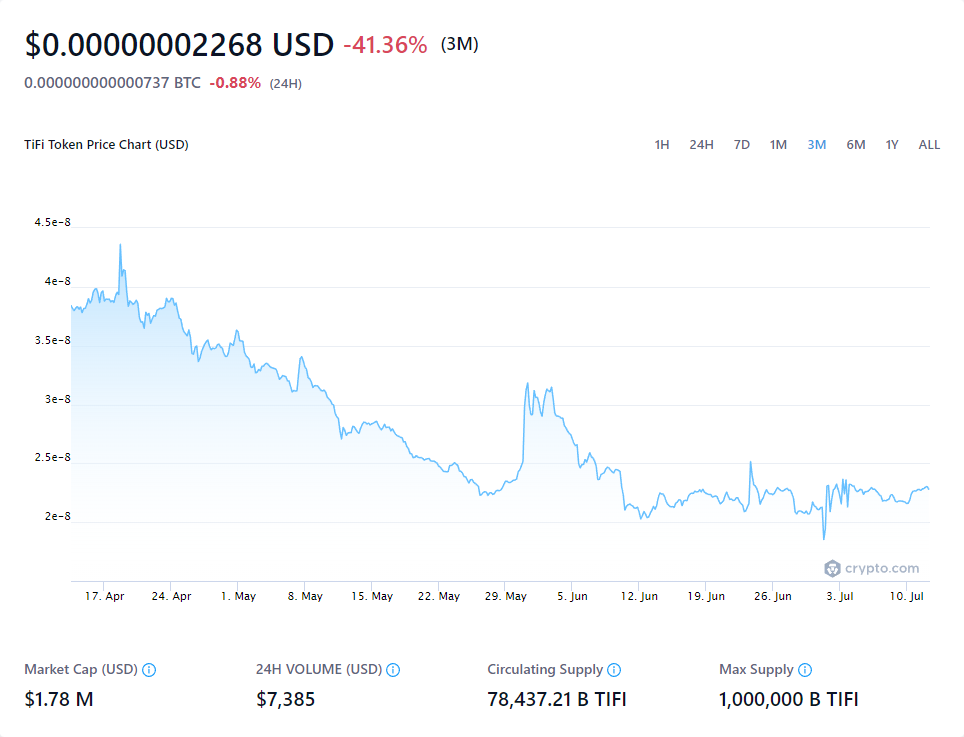 $0.00000002268 USD -41.36% (3M)
0.000000000000737 BTC -0.88% (24H)
TiFi Token Price Chart (USD) 1H 24H 7D 1M 3M 6M 1Y ALL
4.5e-8
4e-8
3.5e-8
3e-8
2.5e-8
2e-8
crypto.com
17. Apr 24. Apr 1. May 8. May 15. May 22. May 29. May 5. Jun 12. Jun 19. Jun 26. Jun 3. Jul 10. Jul
Market Cap (USD) 24H VOLUME (USD) Circulating Supply Max Supply
$1.78 M $7,385 78,437.21 B TIFI 1,000,000 B TIFI